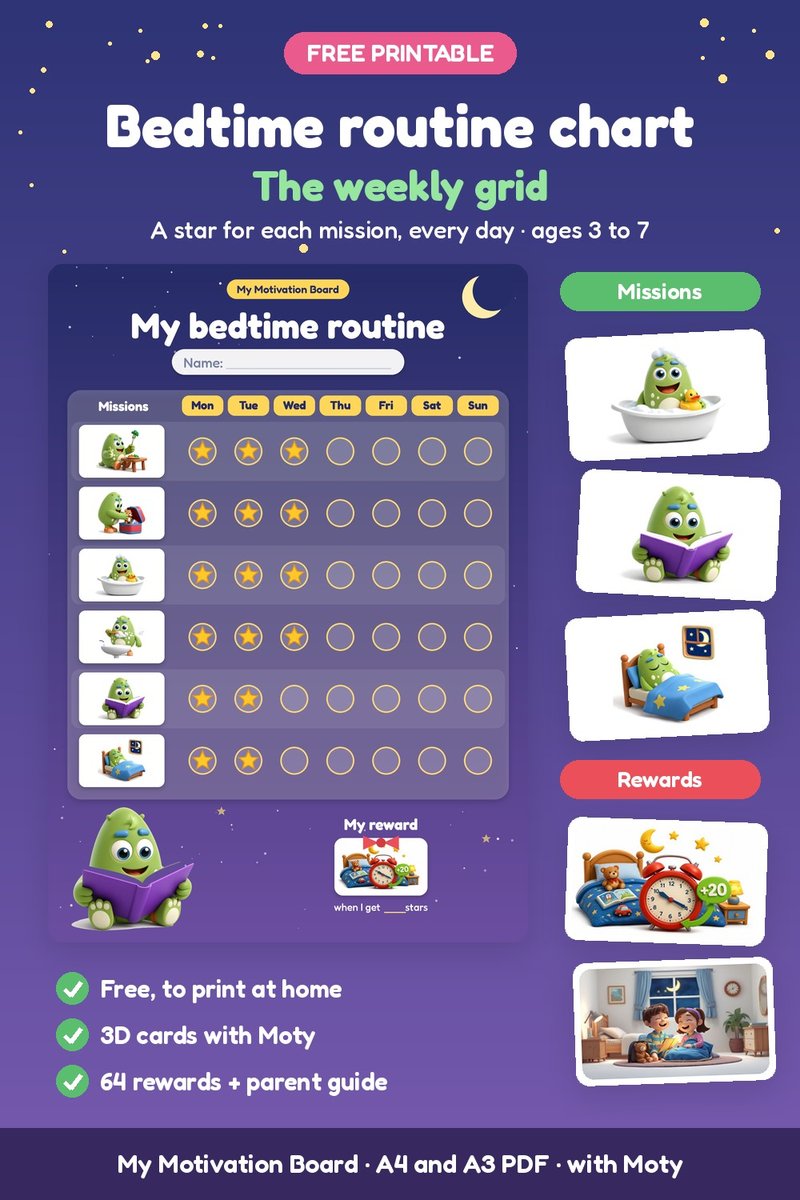 FREE PRINTABLE
Bedtime routine chart
The weekly grid
A star for each mission, every day · ages 3 to 7
My Motivation Board
My bedtime routine
Name:
Missions Mon Tue Wed Thu Fri Sat Sun
My reward
+20
when I get ____stars
Missions
Rewards
+20
Free, to print at home
3D cards with Moty
64 rewards + parent guide
My Motivation Board · A4 and A3 PDF · with Moty